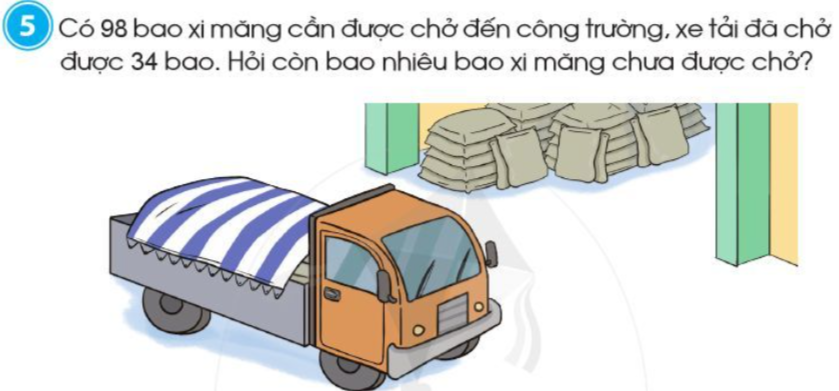 5 Có 98 bao xi măng cần được chở đến công trường, xe tải đã chở
được 34 bao. Hỏi còn bao nhiêu bao xi măng chưa được chở?